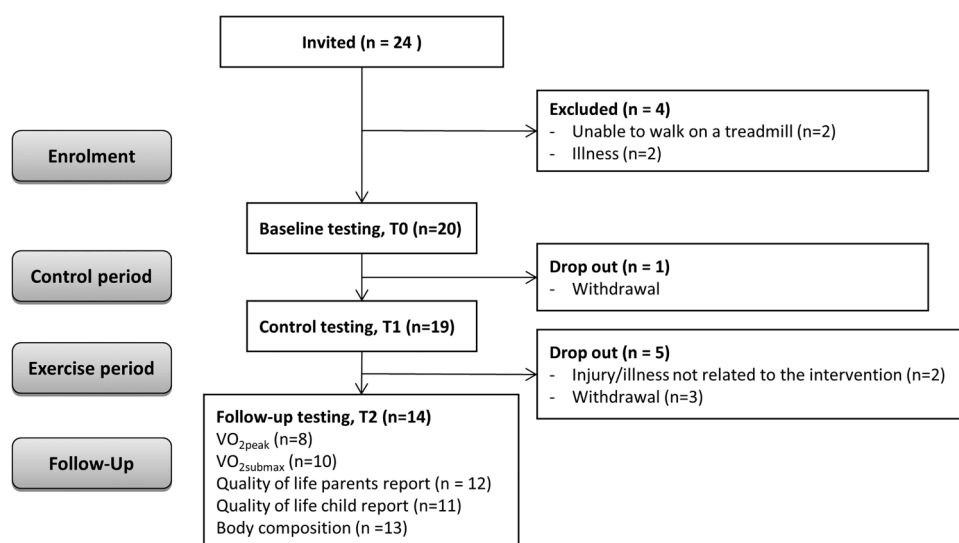 Invited (n = 24 )
Excluded (n = 4)
- Unable to walk on a treadmill (n=2)
- Illness (n=2)
Enrolment
Baseline testing, T0 (n=20)
Control period
Drop out (n = 1)
- Withdrawal
Control testing, T1 (n=19)
Exercise period
Drop out (n = 5)
- Injury/illness not related to the intervention (n=2)
- Withdrawal (n=3)
Follow-Up
Follow-up testing, T2 (n=14)
VO2peak (n=8)
VO2submax (n=10)
Quality of life parents report (n = 12)
Quality of life child report (n=11)
Body composition (n =13)